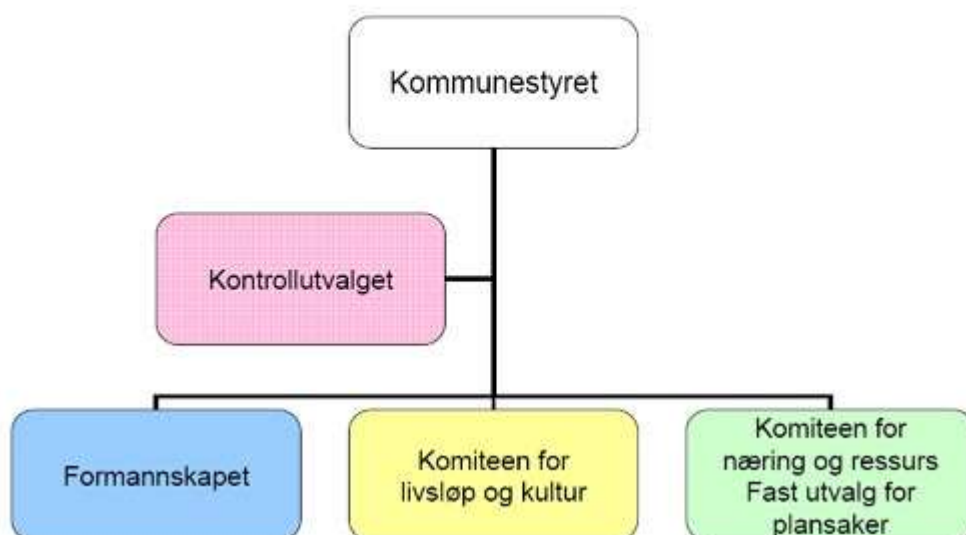 Kommunestyret
Kontrollutvalget
Formannskapet
Komiteen for
livsløp og kultur
Komiteen for
næring og ressurs
Fast utvalg for
plansaker